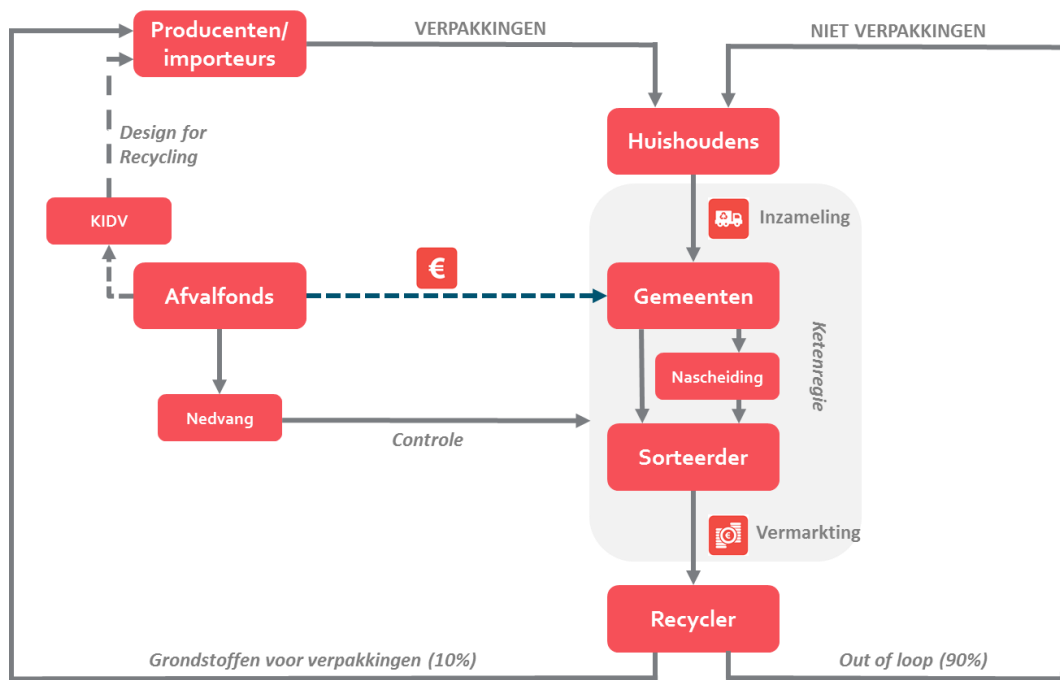 Producenten/
importeurs
VERPAKKINGEN
NIET VERPAKKINGEN
Huishoudens
Design for
Recycling
KIDV
Inzameling
€
Afvalfonds
Gemeenten
Ketenregie
Nascheiding
Nedvang
Controle
Sorteerder
Vermarkting
Recycler
Grondstoffen voor verpakkingen (10%)
Out of loop (90%)